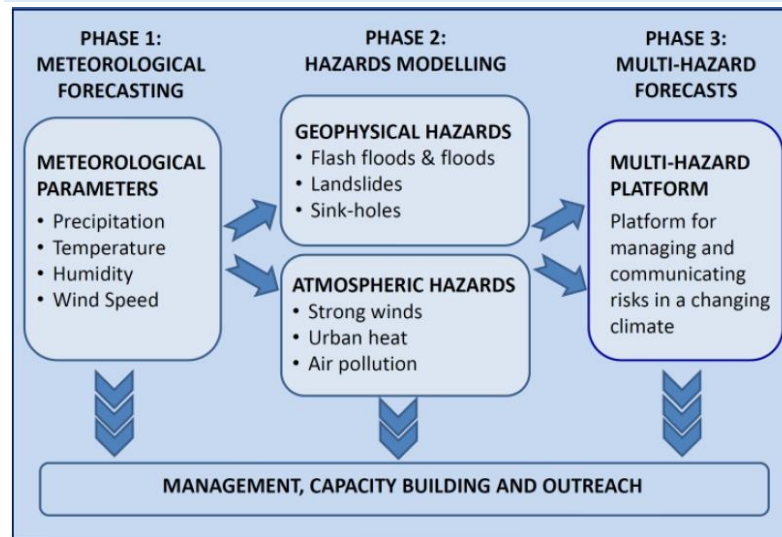 PHASE 1:
METEOROLOGICAL
FORECASTING
METEOROLOGICAL
PARAMETERS
• Precipitation
• Temperature
• Humidity
• Wind Speed
PHASE 2:
HAZARDS MODELLING
GEOPHYSICAL HAZARDS
• Flash floods & floods
• Landslides
• Sink-holes
ATMOSPHERIC HAZARDS
• Strong winds
• Urban heat
• Air pollution
PHASE 3:
MULTI-HAZARD
FORECASTS
MULTI-HAZARD
PLATFORM
Platform for
managing and
communicating
risks in a changing
climate
MANAGEMENT, CAPACITY BUILDING AND OUTREACH